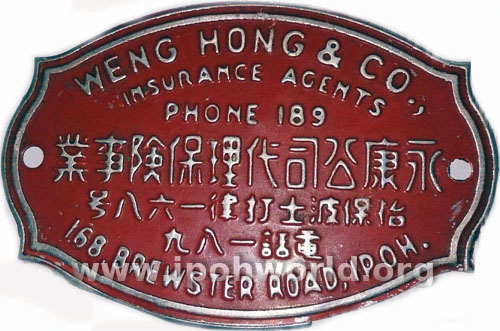 WENG HONG & CO.,
INSURANCE AGENTS
PHONE 189
永康公司代理保険事業
怡保波士打律一六八号
電話一八九
168 BREWSTER ROAD, IPOH.
www.ipohworld.org